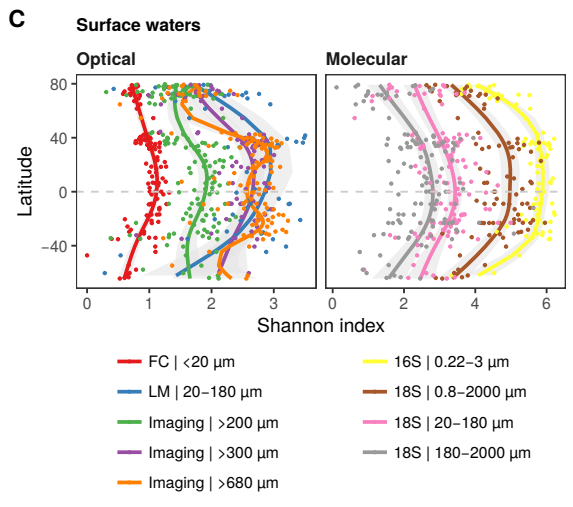 C
Surface waters
Optical
Molecular
80
40
0
−40
Latitude
0 1 2 3
0 2 4 6
Shannon index
FC | <20 μm
LM | 20−180 μm
Imaging | >200 μm
Imaging | >300 μm
Imaging | >680 μm
16S | 0.22−3 μm
18S | 0.8−2000 μm
18S | 20−180 μm
18S | 180−2000 μm